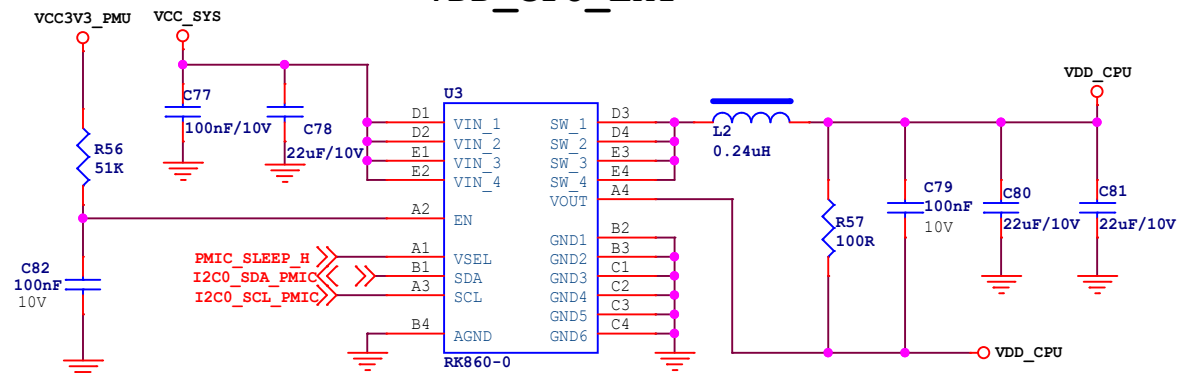 VCC3V3_PMU
VCC_SYS
VDD_CPU
C77
100nF/10V
C78
22uF/10V
R56
51K
C82
100nF
10V
U3
D1 VIN_1
D2 VIN_2
E1 VIN_3
E2 VIN_4
A2 EN
A1 VSEL
B1 SDA
A3 SCL
B4 AGND
SW_1 D3
SW_2 D4
SW_3 E3
SW_4 E4
VOUT A4
GND1 B2
GND2 B3
GND3 C1
GND4 C2
GND5 C3
GND6 C4
RK860-0
PMIC_SLEEP_H
I2C0_SDA_PMIC
I2C0_SCL_PMIC
L2
0.24uH
R57
100R
C79
100nF
10V
C80
22uF/10V
C81
22uF/10V
VDD_CPU